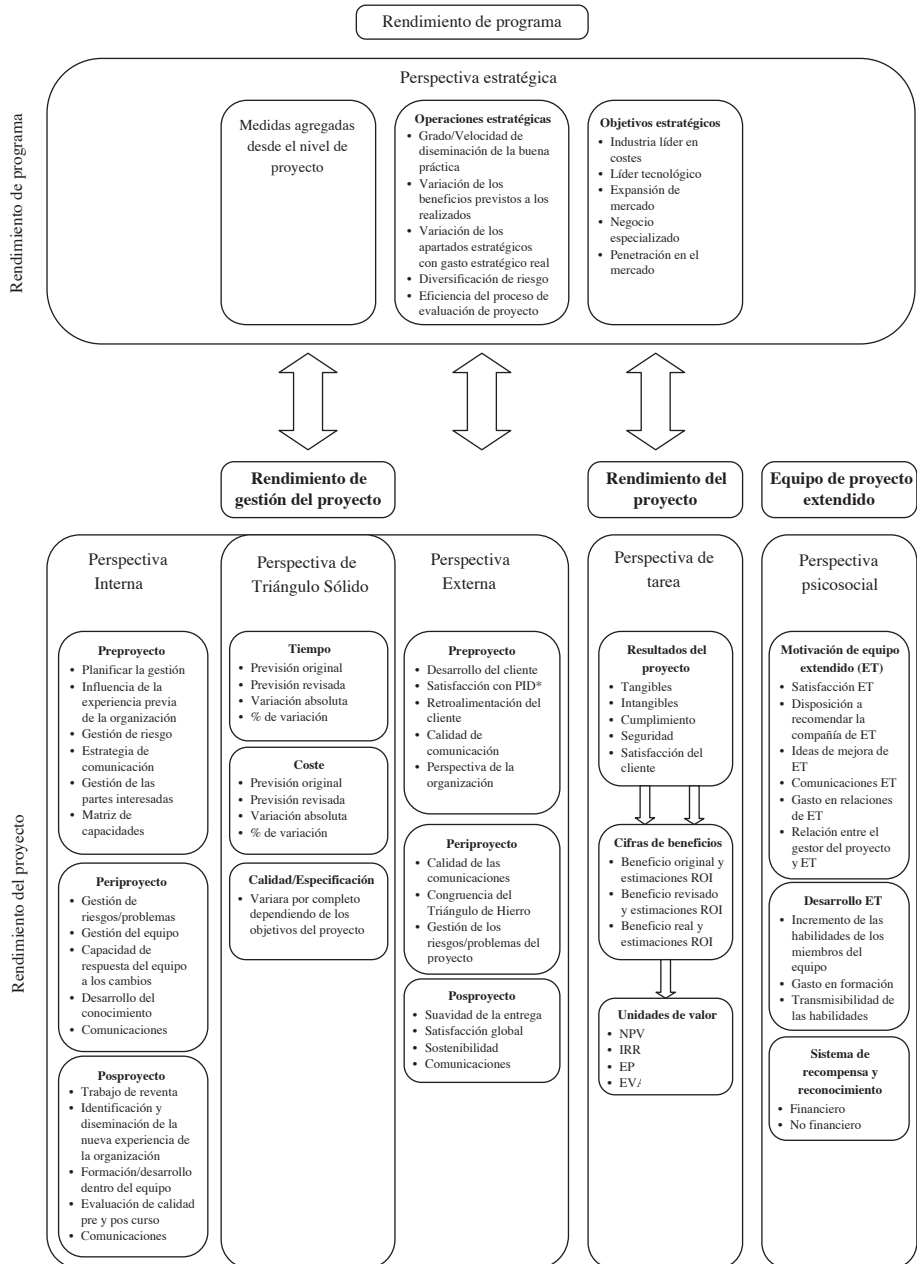 Rendimiento de programa
Rendimiento de programa
Perspectiva estratégica
Medidas agregadas
desde el nivel de
proyecto
Operaciones estratégicas
• Grado/Velocidad de
diseminación de la buena
práctica
• Variación de los
beneficios previstos a los
realizados
• Variación de los
apartados estratégicos
con gasto estratégico real
• Diversificación de riesgo
• Eficiencia del proceso de
evaluación de proyecto
Objetivos estratégicos
• Industria líder en
costes
• Líder tecnológico
• Expansión de
mercado
• Negocio
especializado
• Penetración en el
mercado
Rendimiento del proyecto
Rendimiento de
gestión del proyecto
Rendimiento del
proyecto
Equipo de proyecto
extendido
Perspectiva
Interna
Preproyecto
• Planificar la gestión
• Influencia de la
experiencia previa
de la organización
• Gestión de riesgo
• Estrategia de
comunicación
• Gestión de las
partes interesadas
• Matriz de
capacidades
Periproyecto
• Gestión de
riesgos/problemas
• Gestión del equipo
• Capacidad de
respuesta del equipo
a los cambios
• Desarrollo del
conocimiento
• Comunicaciones
Posproyecto
• Trabajo de reventa
• Identificación y
diseminación de la
nueva experiencia de
la organización
• Formación/desarrollo
dentro del equipo
• Evaluación de calidad
pre y pos curso
• Comunicaciones
Perspectiva de
Triángulo Sólido
Tiempo
• Previsión original
• Previsión revisada
• Variación absoluta
• % de variación
Coste
• Previsión original
• Previsión revisada
• Variación absoluta
• % de variación
Calidad/Especificación
• Variara por completo
dependiendo de los
objetivos del proyecto
Perspectiva
Externa
Preproyecto
• Desarrollo del cliente
• Satisfacción con PID*
• Retroalimentación del
cliente
• Calidad de
comunicación
• Perspectiva de la
organización
Periproyecto
• Calidad de las
comunicaciones
• Congruencia del
Triángulo de Hierro
• Gestión de los
riesgos/problemas del
proyecto
Posproyecto
• Suavidad de la entrega
• Satisfacción global
• Sostenibilidad
• Comunicaciones
Perspectiva de
tarea
Resultados del
proyecto
• Tangibles
• Intangibles
• Cumplimiento
• Seguridad
• Satisfacción del
cliente
Cifras de beneficios
• Beneficio original y
estimaciones ROI
• Beneficio revisado
y estimaciones ROI
• Beneficio real y
estimaciones ROI
Unidades de valor
• NPV
• IRR
• EP
• EVA
Perspectiva
psicosocial
Motivación de equipo
extendido (ET)
• Satisfacción ET
• Disposición a
recomendar la
compañía de ET
• Ideas de mejora de
ET
• Comunicaciones ET
• Gasto en relaciones
de ET
• Relación entre el
gestor del proyecto
y ET
Desarrollo ET
• Incremento de las
habilidades de los
miembros del
equipo
• Gasto en formación
• Transmisibilidad de
las habilidades
Sistema de
recompensa y
reconocimiento
• Financiero
• No financiero